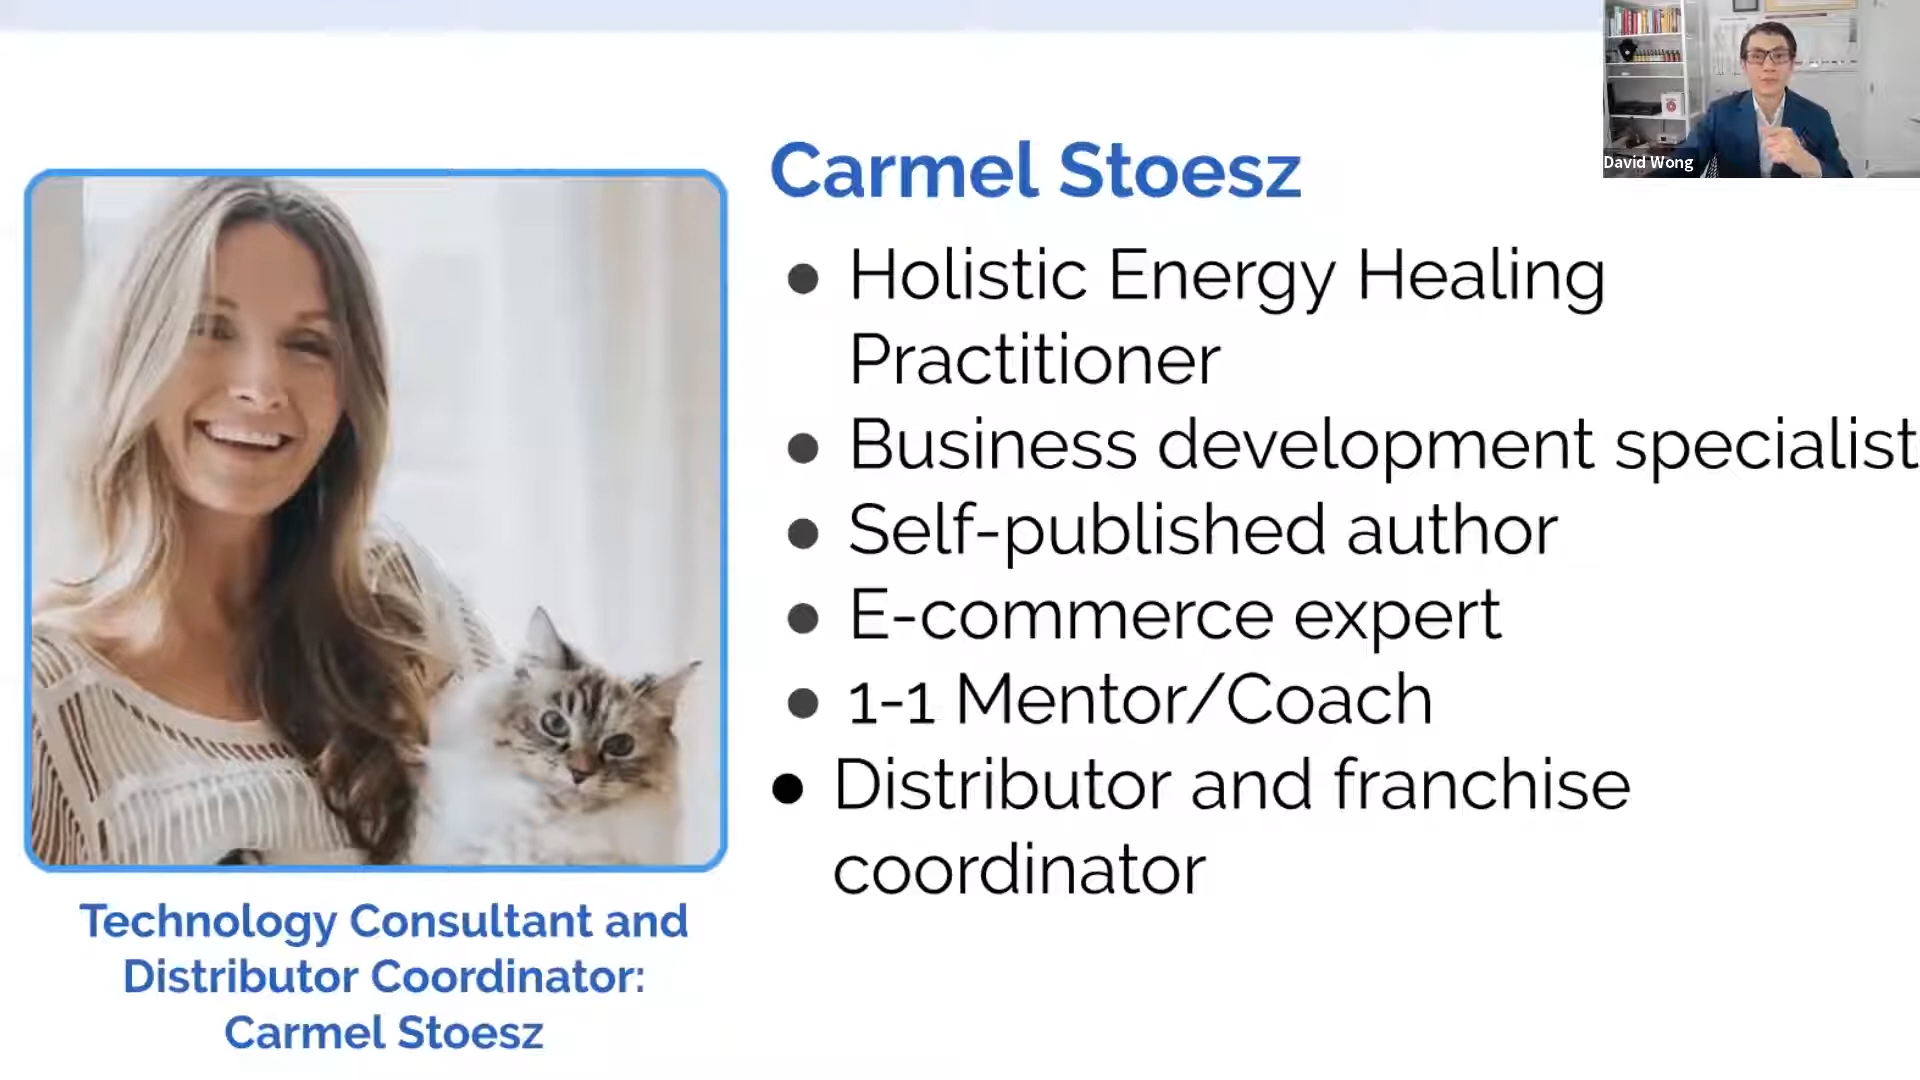 David Wong
Carmel Stoesz
● Holistic Energy Healing
Practitioner
● Business development specialist
● Self-published author
● E-commerce expert
● 1-1 Mentor/Coach
● Distributor and franchise
coordinator
Technology Consultant and
Distributor Coordinator:
Carmel Stoesz